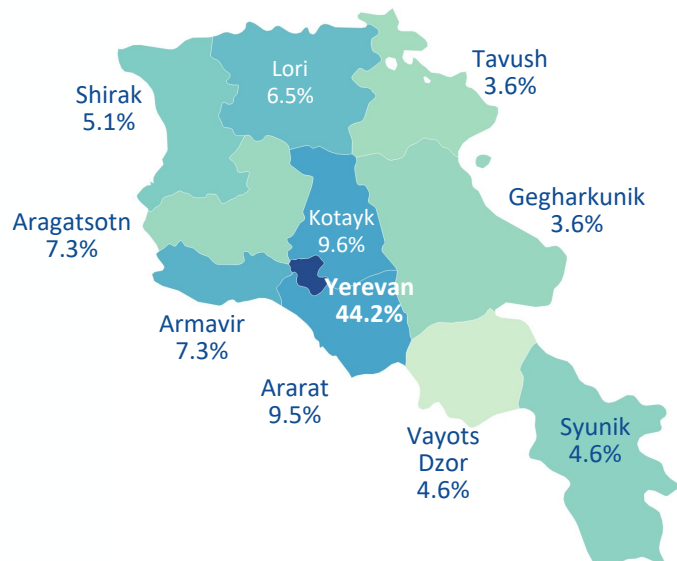 Lori
6.5%
Tavush
3.6%
Shirak
5.1%
Gegharkunik
3.6%
Aragatsotn
7.3%
Kotayk
9.6%
Yerevan
44.2%
Armavir
7.3%
Ararat
9.5%
Vayots
Dzor
4.6%
Syunik
4.6%